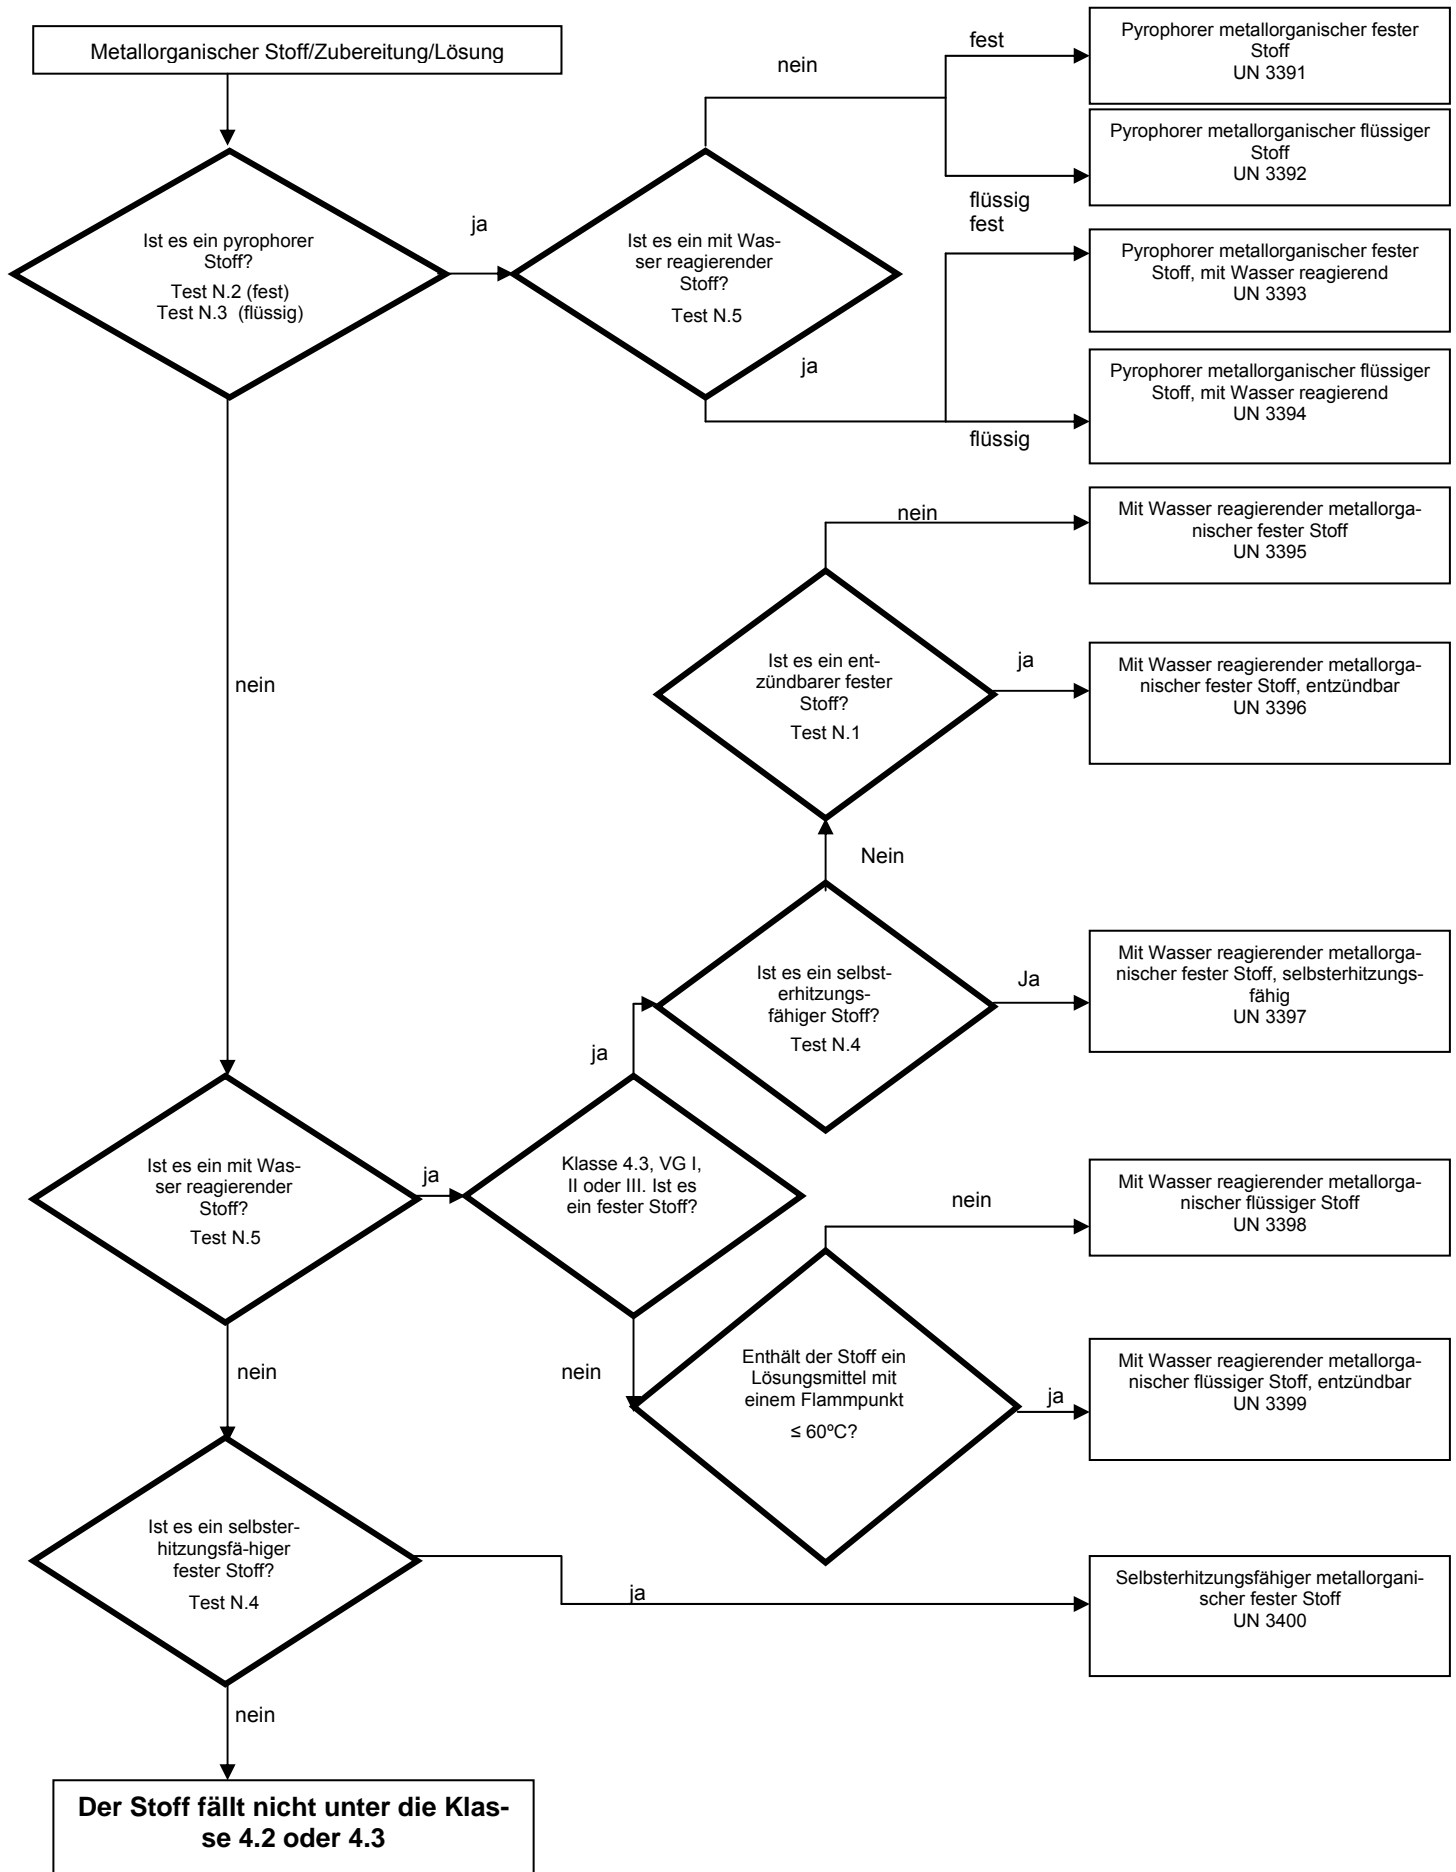 Metallorganischer Stoff/Zubereitung/Lösung
nein
fest
Pyrophorer metallorganischer fester
Stoff
UN 3391
Pyrophorer metallorganischer flüssiger
Stoff
UN 3392
flüssig
fest
Ist es ein pyrophorer
Stoff?
Test N.2 (fest)
Test N.3 (flüssig)
ja
Ist es ein mit Was-
ser reagierender
Stoff?
Test N.5
ja
Pyrophorer metallorganischer fester
Stoff, mit Wasser reagierend
UN 3393
Pyrophorer metallorganischer flüssiger
Stoff, mit Wasser reagierend
UN 3394
flüssig
nein
Mit Wasser reagierender metallorga-
nischer fester Stoff
UN 3395
nein
Ist es ein ent-
zündbarer fester
Stoff?
Test N.1
ja
Mit Wasser reagierender metallorga-
nischer fester Stoff, entzündbar
UN 3396
Nein
Ist es ein selbst-
erhitzungs-
fähiger Stoff?
Test N.4
Ja
Mit Wasser reagierender metallorga-
nischer fester Stoff, selbsterhitzungs-
fähig
UN 3397
ja
Ist es ein mit Was-
ser reagierender
Stoff?
Test N.5
ja
Klasse 4.3, VG I,
II oder III. Ist es
ein fester Stoff?
nein
Mit Wasser reagierender metallorga-
nischer flüssiger Stoff
UN 3398
nein
nein
Enthält der Stoff ein
Lösungsmittel mit
einem Flammpunkt
≤ 60ºC?
ja
Mit Wasser reagierender metallorga-
nischer flüssiger Stoff, entzündbar
UN 3399
Ist es ein selbster-
hitzungsfä-higer
fester Stoff?
Test N.4
ja
Selbsterhitzungsfähiger metallorgani-
scher fester Stoff
UN 3400
nein
Der Stoff fällt nicht unter die Klas-
se 4.2 oder 4.3